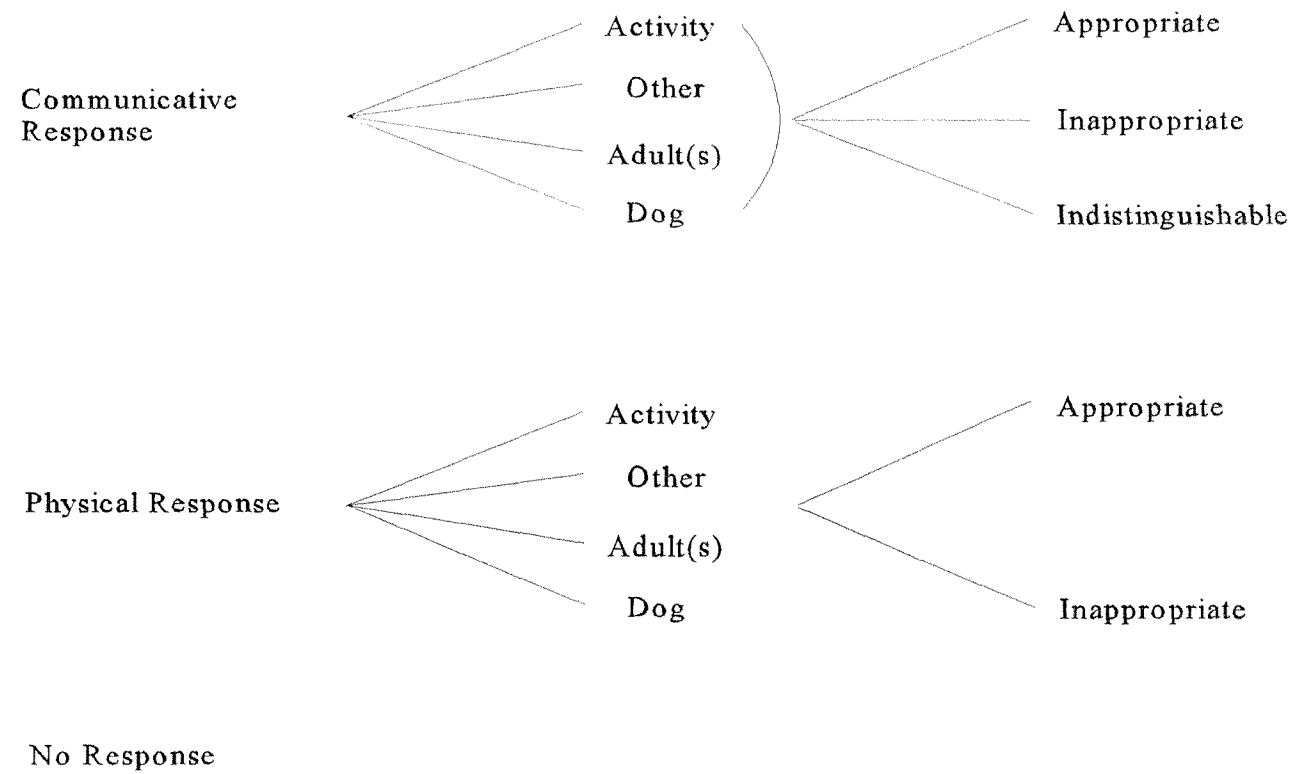 Communicative
Response
Activity
Other
Adult(s)
Dog
Appropriate
Inappropriate
Indistinguishable
Physical Response
Activity
Other
Adult(s)
Dog
Appropriate
Inappropriate
No Response